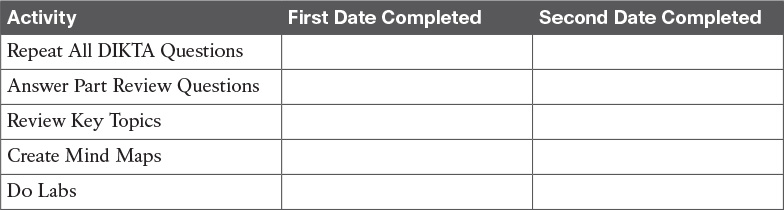 Activity First Date Completed Second Date Completed
Repeat All DIKTA Questions
Answer Part Review Questions
Review Key Topics
Create Mind Maps
Do Labs